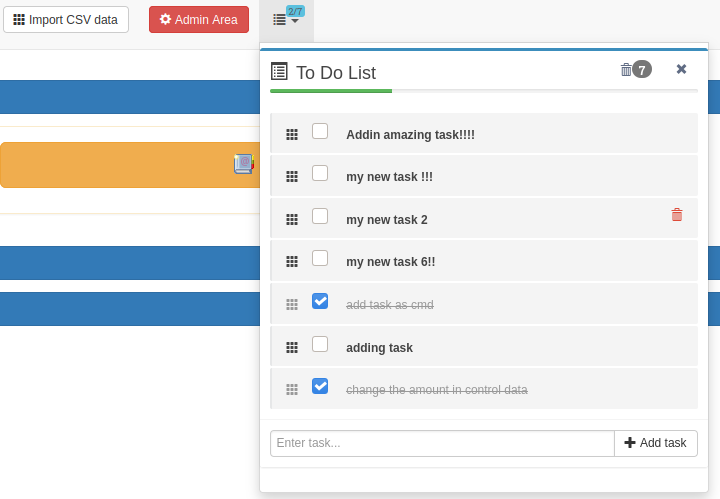 Import CSV data
Admin Area
2/7
To Do List
7
Addin amazing task!!!!
my new task !!!
my new task 2
my new task 6!!
add task as cmd
adding task
change the amount in control data
Enter task...
Add task